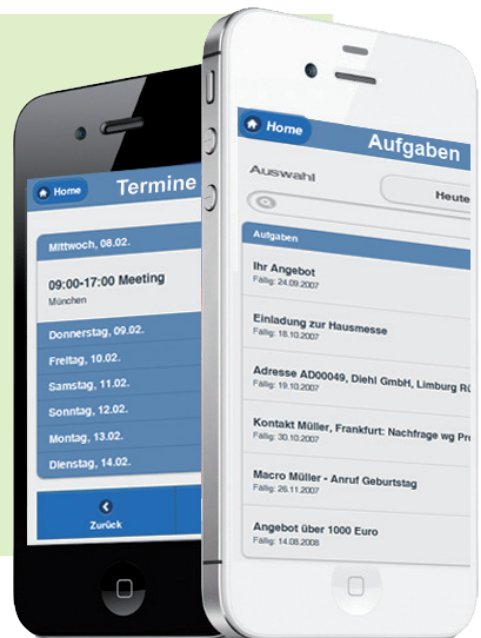 Home
Termine
Mittwoch, 08.02.
09:00-17:00 Meeting
München
Donnerstag, 09.02.
Freitag, 10.02.
Samstag, 11.02.
Sonntag, 12.02.
Montag, 13.02.
Dienstag, 14.02.
Zurück
Home
Aufgaben
Auswahl
Heute
Aufgaben
Ihr Angebot
Fällig: 24.09.2007
Einladung zur Hausmesse
Fällig: 18.10.2007
Adresse AD00049, Diehl GmbH, Limburg Rü
Fällig: 19.10.2007
Kontakt Müller, Frankfurt: Nachfrage wg Pro
Fällig: 30.10.2007
Macro Müller - Anruf Geburtstag
Fällig: 26.11.2007
Angebot über 1000 Euro
Fällig: 14.08.2008